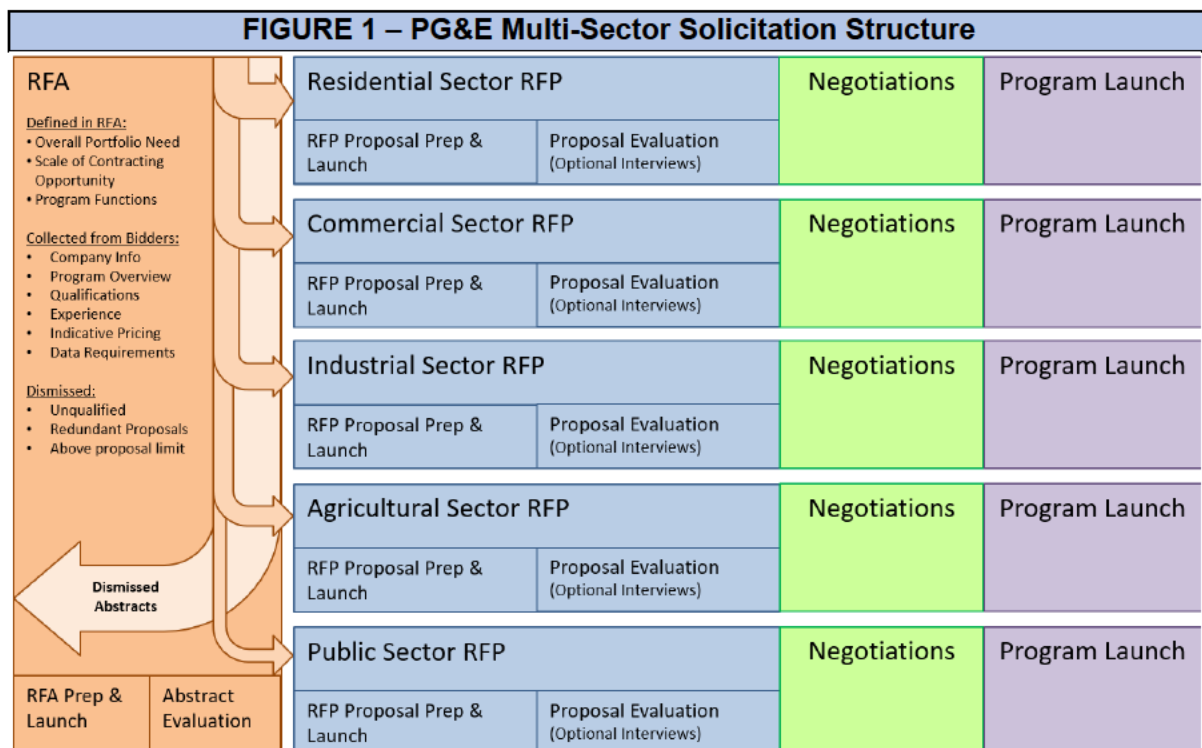 FIGURE 1 – PG&E Multi-Sector Solicitation Structure
RFA
Defined in RFA:
• Overall Portfolio Need
• Scale of Contracting
Opportunity
• Program Functions
Collected from Bidders:
• Company Info
• Program Overview
• Qualifications
• Experience
• Indicative Pricing
• Data Requirements
Dismissed:
• Unqualified
• Redundant Proposals
• Above proposal limit
Dismissed
Abstracts
RFA Prep &
Launch
Abstract
Evaluation
Residential Sector RFP
RFP Proposal Prep &
Launch
Proposal Evaluation
(Optional Interviews)
Negotiations
Program Launch
Commercial Sector RFP
RFP Proposal Prep &
Launch
Proposal Evaluation
(Optional Interviews)
Negotiations
Program Launch
Industrial Sector RFP
RFP Proposal Prep &
Launch
Proposal Evaluation
(Optional Interviews)
Negotiations
Program Launch
Agricultural Sector RFP
RFP Proposal Prep &
Launch
Proposal Evaluation
(Optional Interviews)
Negotiations
Program Launch
Public Sector RFP
RFP Proposal Prep &
Launch
Proposal Evaluation
(Optional Interviews)
Negotiations
Program Launch